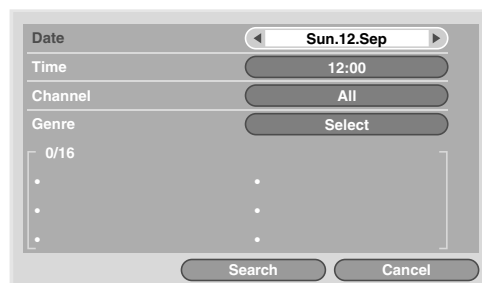 Date Sun.12.Sep
Time 12:00
Channel All
Genre Select
0/16
• •
• •
• •
Search Cancel